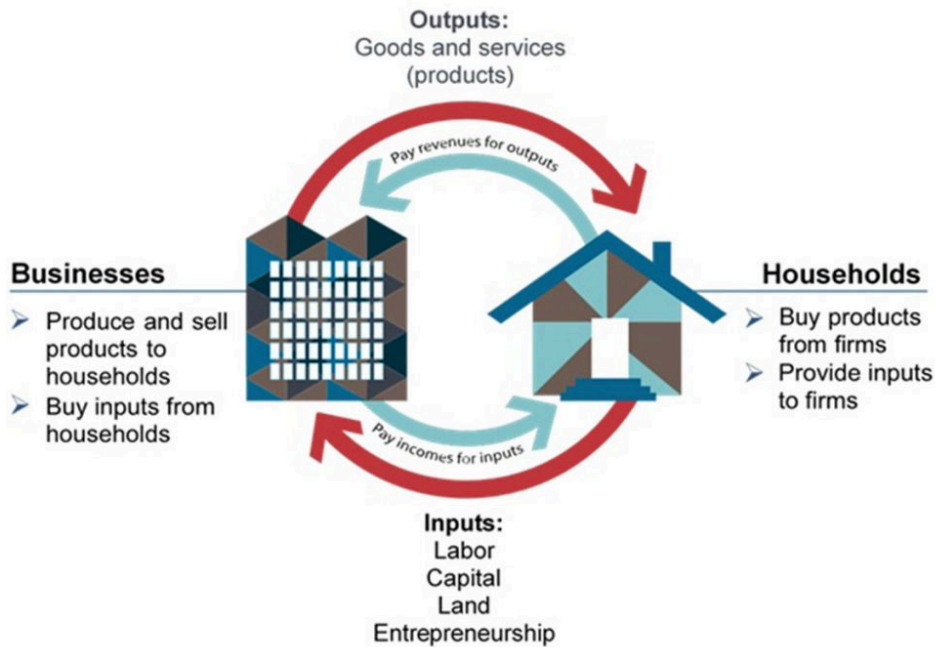 Outputs:
Goods and services
(products)
Pay revenues for outputs
Businesses
Produce and sell
products to
households
Buy inputs from
households
Households
Buy products
from firms
Provide inputs
to firms
Pay incomes for inputs
Inputs:
Labor
Capital
Land
Entrepreneurship